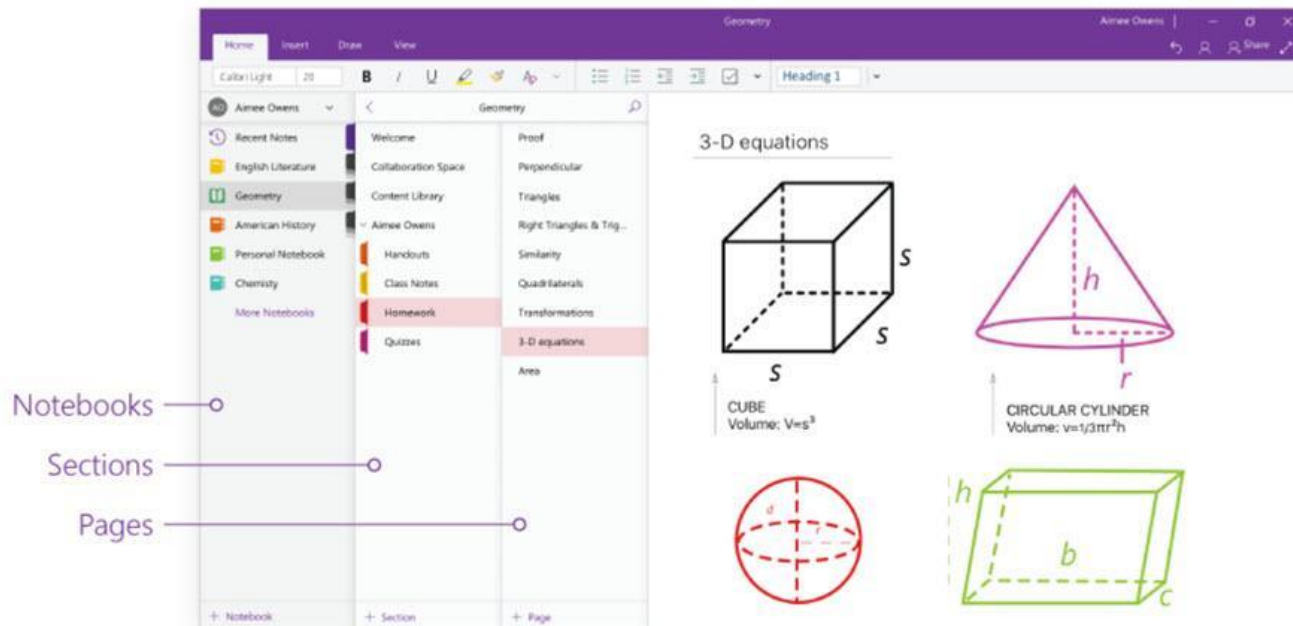 Geometry
Aimee Owens
Home Insert Draw View
Share
Calibri Light 20 B I U Heading 1
AO Aimee Owens
Recent Notes
English Literature
Geometry
American History
Personal Notebook
Chemisty
More Notebooks
+ Notebook
Geometry
Welcome
Collaboration Space
Content Library
Aimee Owens
Handouts
Class Notes
Homework
Quizzes
+ Section
Proof
Perpendicular
Triangles
Right Triangles & Trig...
Similarity
Quadrilaterals
Transformations
3-D equations
Area
+ Page
Notebooks
Sections
Pages
3-D equations
S
S
S
CUBE
Volume: V=s³
h
r
CIRCULAR CYLINDER
Volume: v=1/3πr²h
d
r
h
b
c